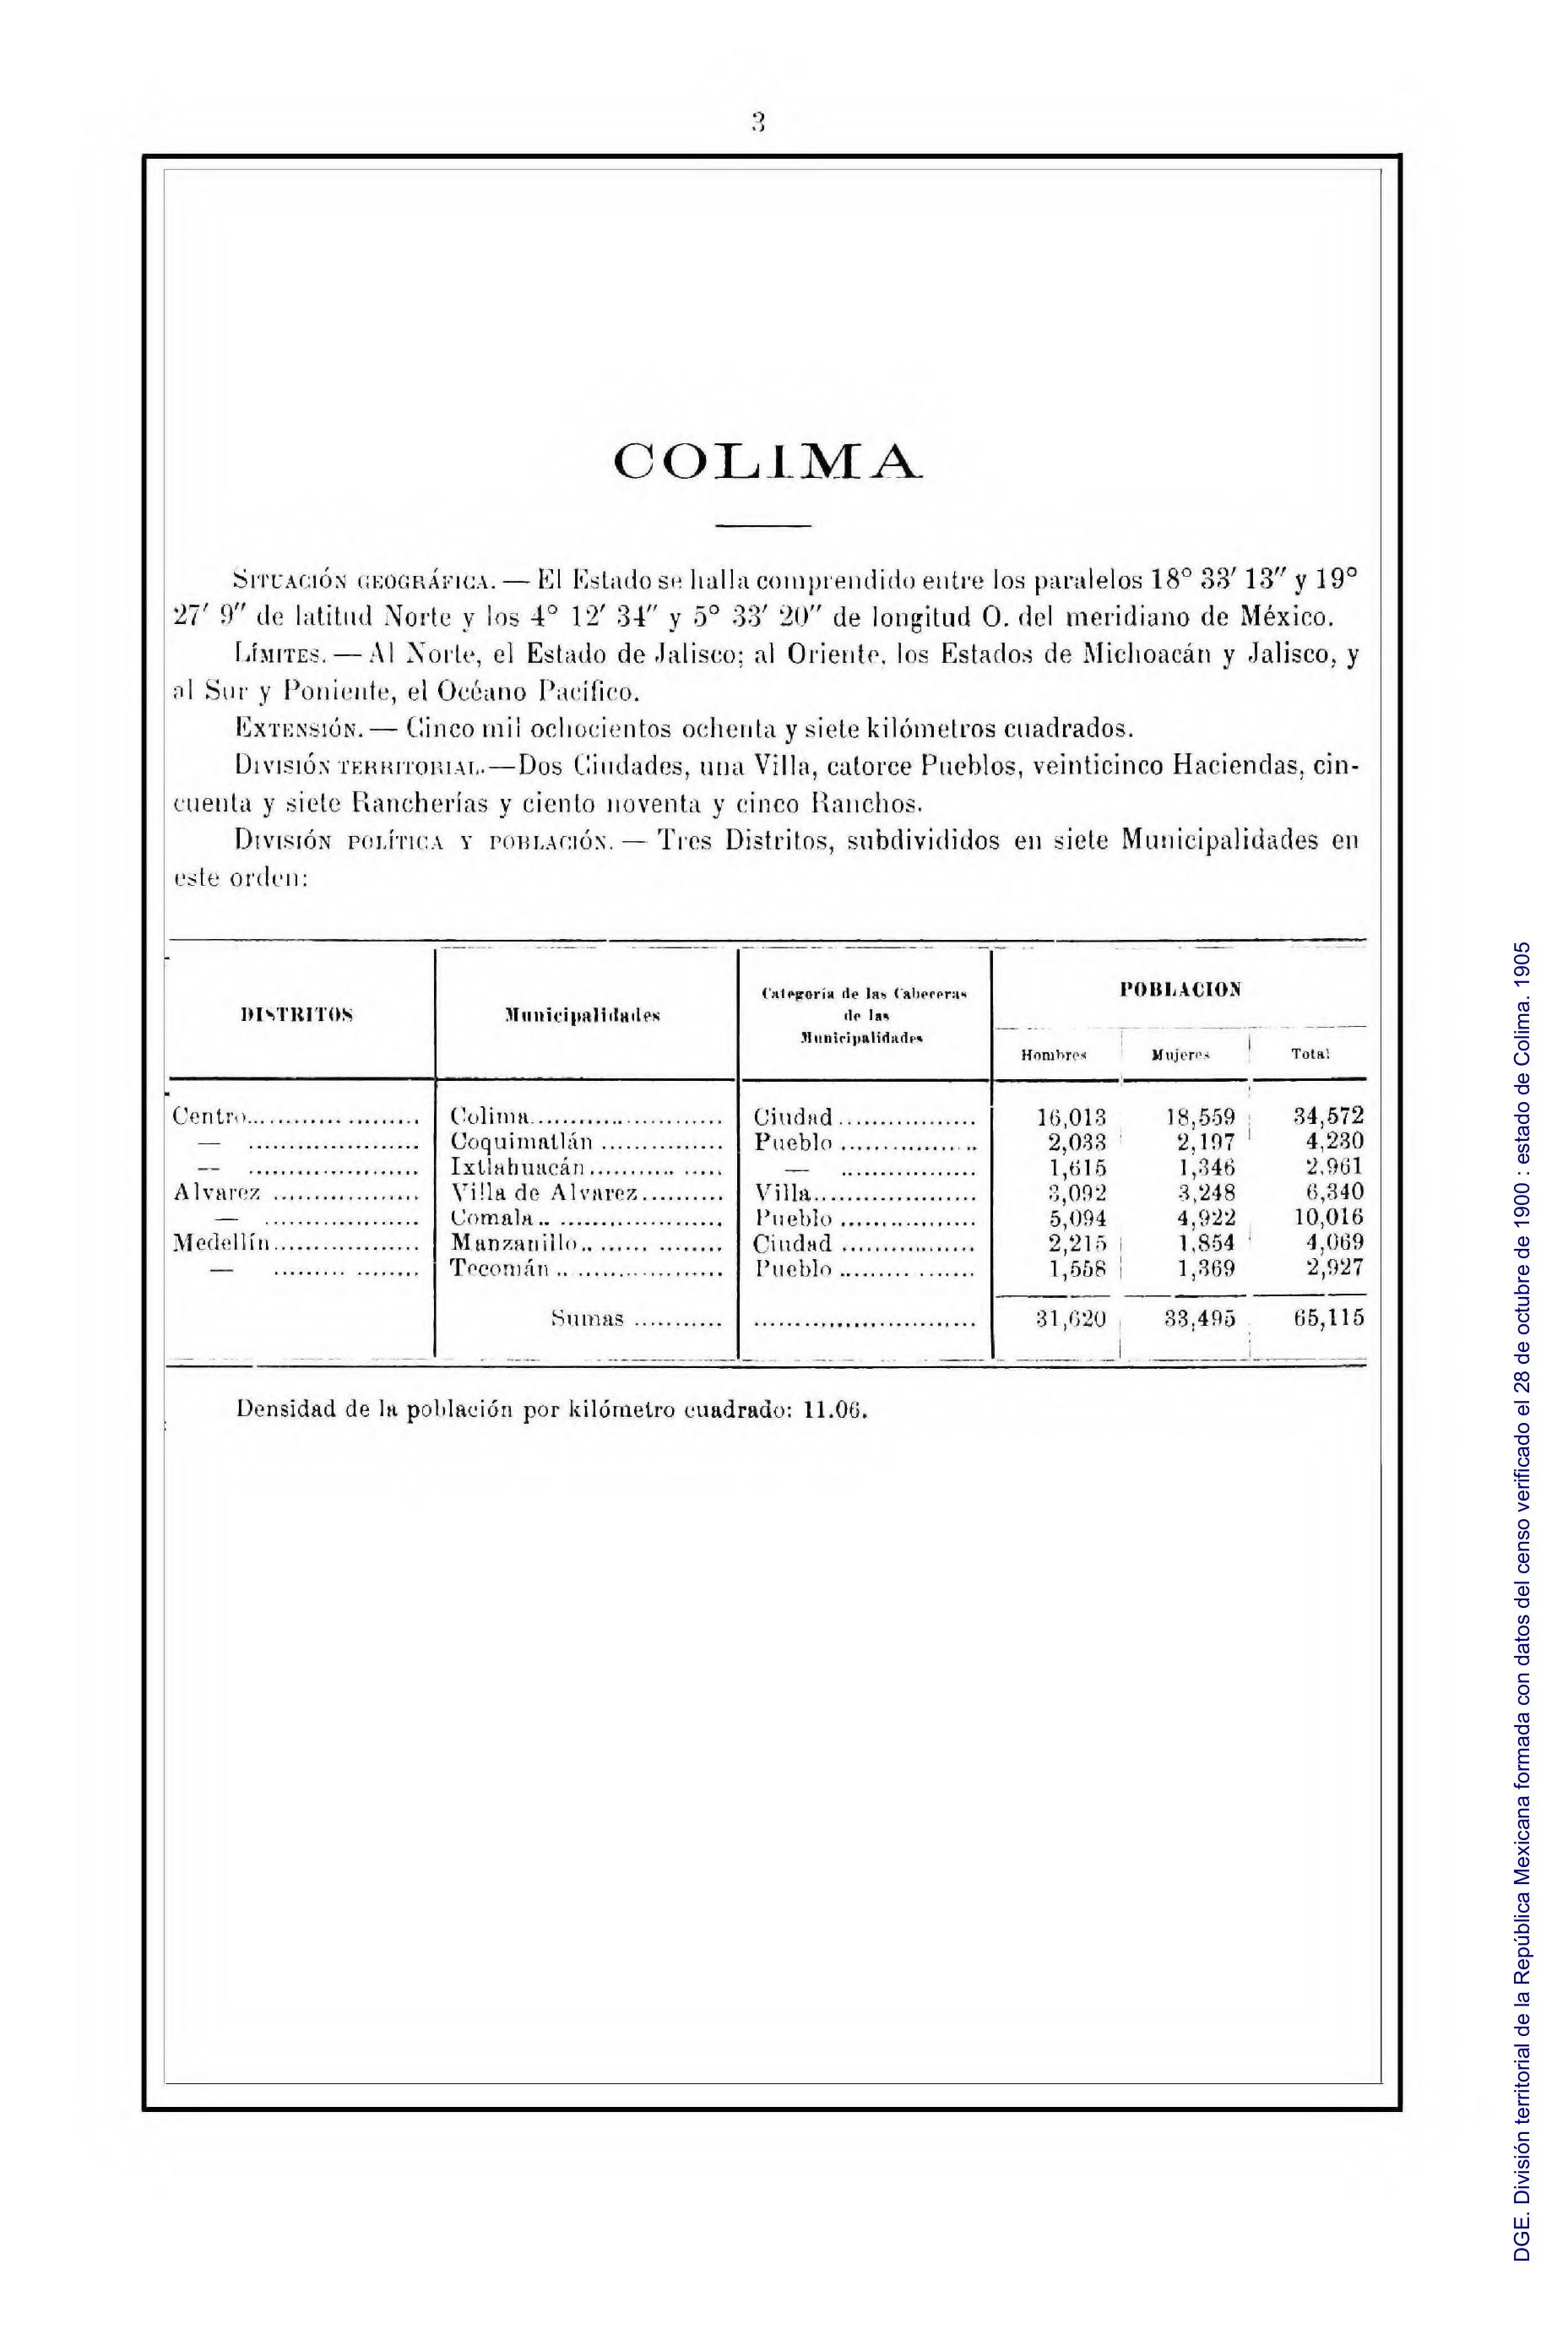 3
COLIMA
SITUACIÓN GEOGRÁFICA. — El Estado se halla comprendido entre los paralelos 18° 33′ 13″ y 19°
27′ 9″ de latitud Norte y los 4° 12′ 34″ y 5° 33′ 20″ de longitud O. del meridiano de México.
LÍMITES. — Al Norte, el Estado de Jalisco; al Oriente, los Estados de Michoacán y Jalisco, y
al Sur y Poniente, el Océano Pacífico.
EXTENSIÓN. — Cinco mil ochocientos ochenta y siete kilómetros cuadrados.
DIVISIÓN TERRITORIAL.—Dos Ciudades, una Villa, catorce Pueblos, veinticinco Haciendas, cin-
cuenta y siete Rancherías y ciento noventa y cinco Ranchos.
DIVISIÓN POLÍTICA Y POBLACIÓN. — Tres Distritos, subdivididos en siete Municipalidades en
este orden:
DISTRITOS Municipalidades Categoría de las Cabeceras de las Municipalidades POBLACION
Hombres Mujeres Total
Centro.................... Colima........................ Ciudad................. 16,013 18,559 34,572
— ..................... Coquimatlán ............... Pueblo ................. 2,033 2,197 4,230
— ..................... Ixtlahuacán................ — ................. 1,615 1,346 2,961
Alvarez .................. Villa de Alvarez.......... Villa.................... 3,092 3,248 6,340
— ................... Comala....................... Pueblo ................. 5,094 4,922 10,016
Medellín.................. Manzanillo................. Ciudad ................ 2,215 1,854 4,069
— .................. Tecomán .................... Pueblo ................ 1,558 1,369 2,927
Sumas ........... ........................... 31,620 33,495 65,115
Densidad de la población por kilómetro cuadrado: 11.06.
DGE. División territorial de la República Mexicana formada con datos del censo verificado el 28 de octubre de 1900 : estado de Colima. 1905